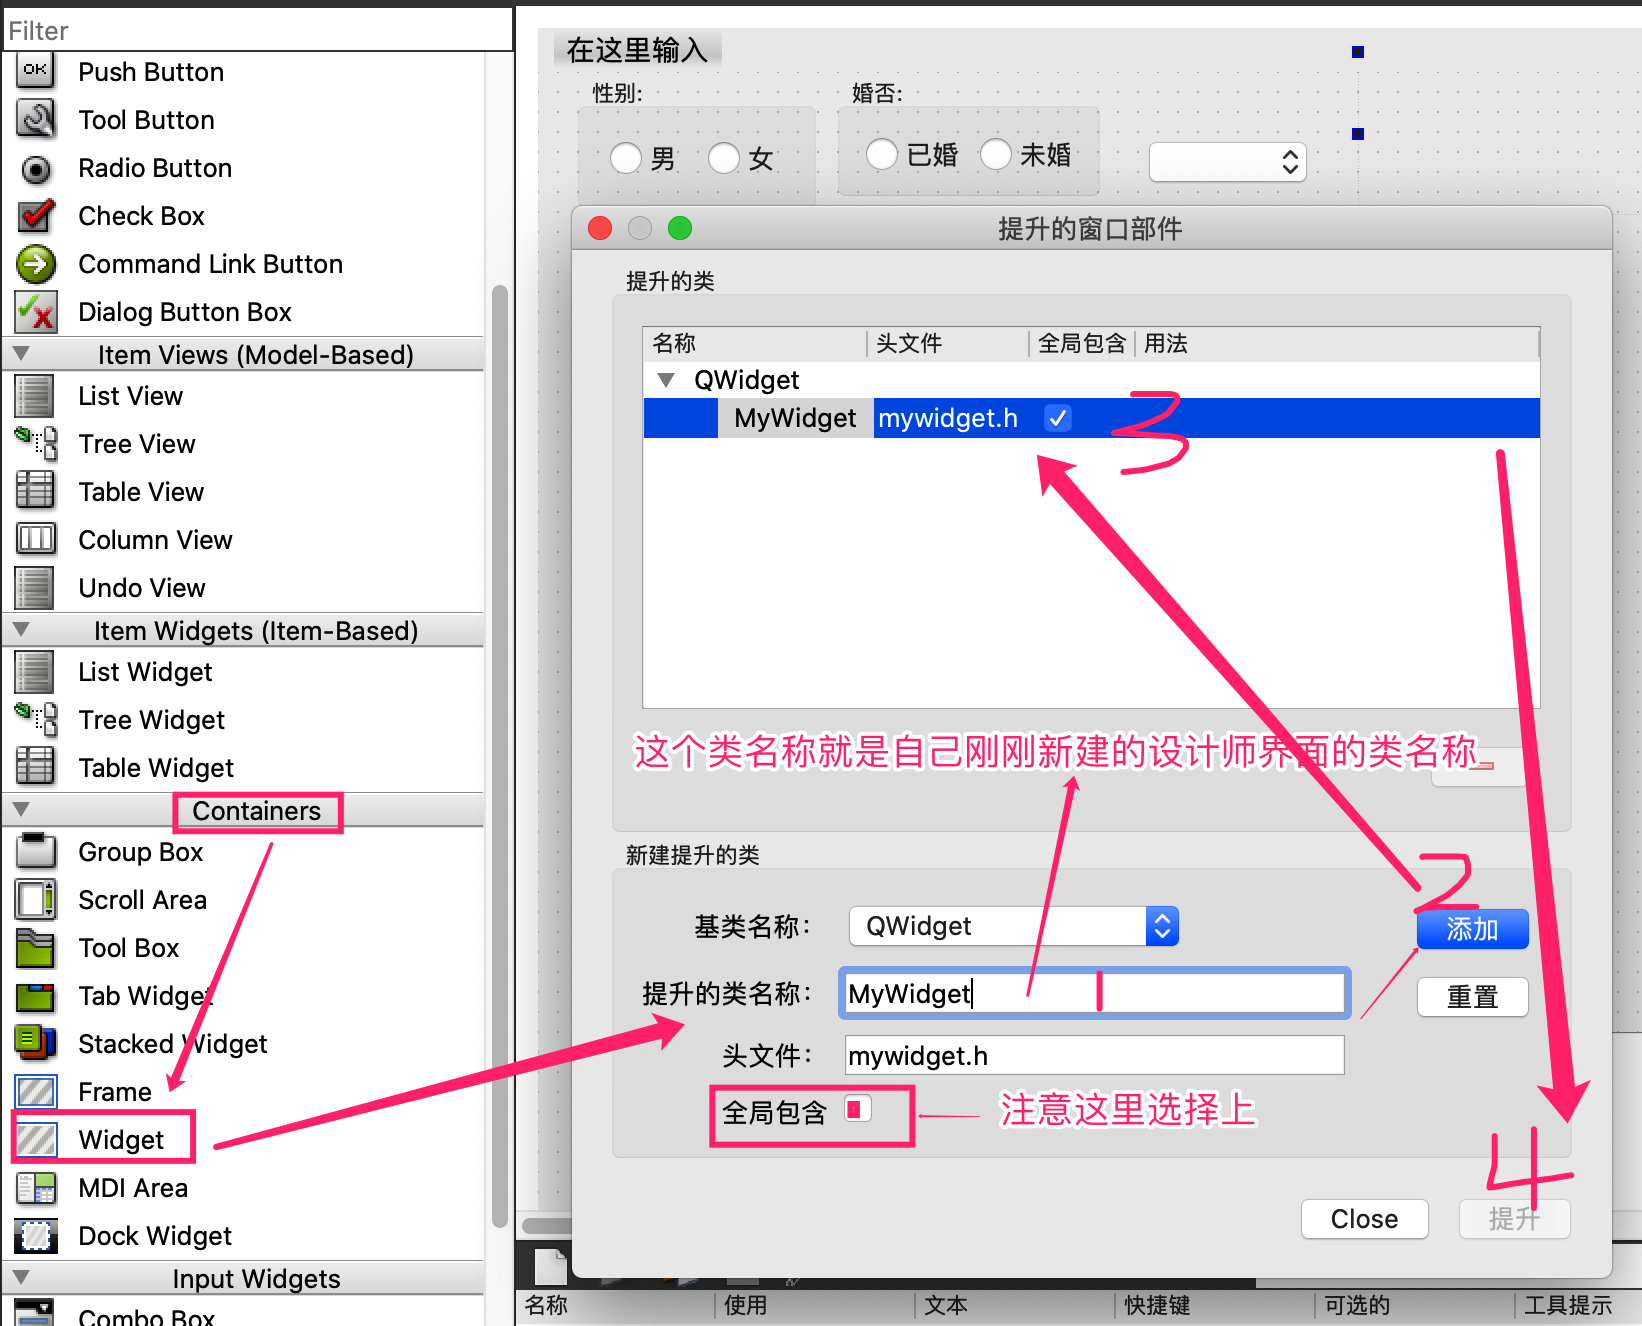 Filter
Push Button
Tool Button
Radio Button
Check Box
Command Link Button
Dialog Button Box
Item Views (Model-Based)
List View
Tree View
Table View
Column View
Undo View
Item Widgets (Item-Based)
List Widget
Tree Widget
Table Widget
Containers
Group Box
Scroll Area
Tool Box
Tab Widget
Stacked Widget
Frame
Widget
MDI Area
Dock Widget
Input Widgets
Combo Box
在这里输入
性别:
婚否:
男
女
已婚
未婚
提升的窗口部件
提升的类
名称
头文件
全局包含
用法
QWidget
MyWidget
mywidget.h
3
这个类名称就是自己刚刚新建的设计师界面的类名称
新建提升的类
2
基类名称:
QWidget
添加
提升的类名称:
MyWidget
1
重置
头文件:
mywidget.h
全局包含
注意这里选择上
4
Close
提升
名称
使用
文本
快捷键
可选的
工具提示